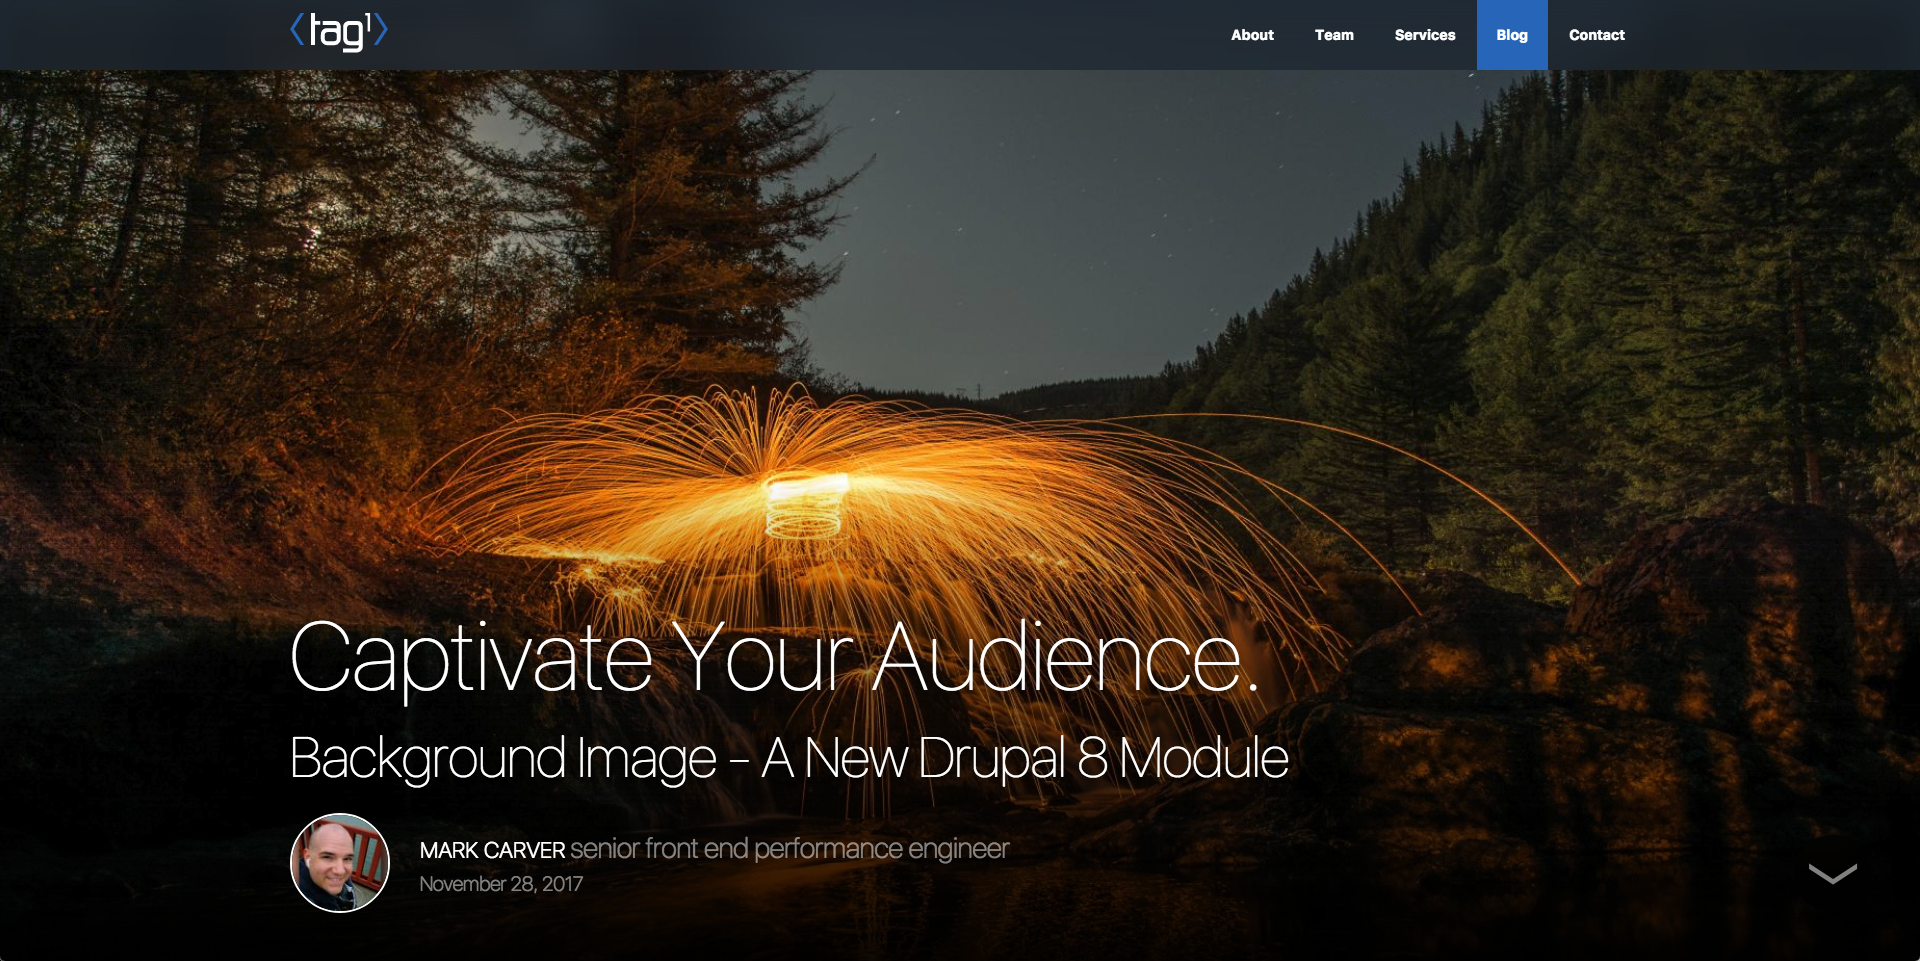 ⟨tag¹⟩
About Team Services Blog Contact
Captivate Your Audience.
Background Image – A New Drupal 8 Module
MARK CARVER senior front end performance engineer
November 28, 2017